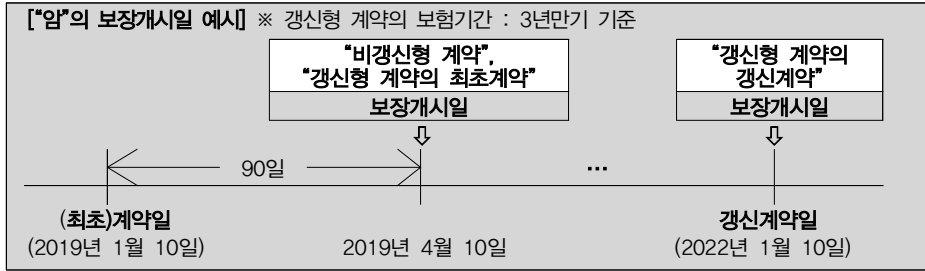 ["암"의 보장개시일 예시] ※ 갱신형 계약의 보험기간 : 3년만기 기준
"비갱신형 계약",
"갱신형 계약의 최초계약"
보장개시일
"갱신형 계약의
갱신계약"
보장개시일
90일
...
(최초)계약일
(2019년 1월 10일)
2019년 4월 10일
갱신계약일
(2022년 1월 10일)